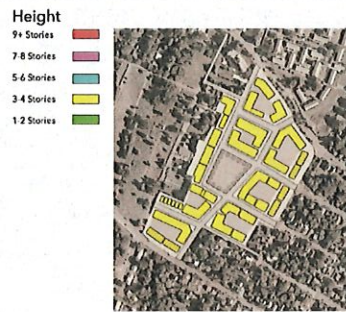 Height
9+ Stories
7-8 Stories
5-6 Stories
3-4 Stories
1-2 Stories